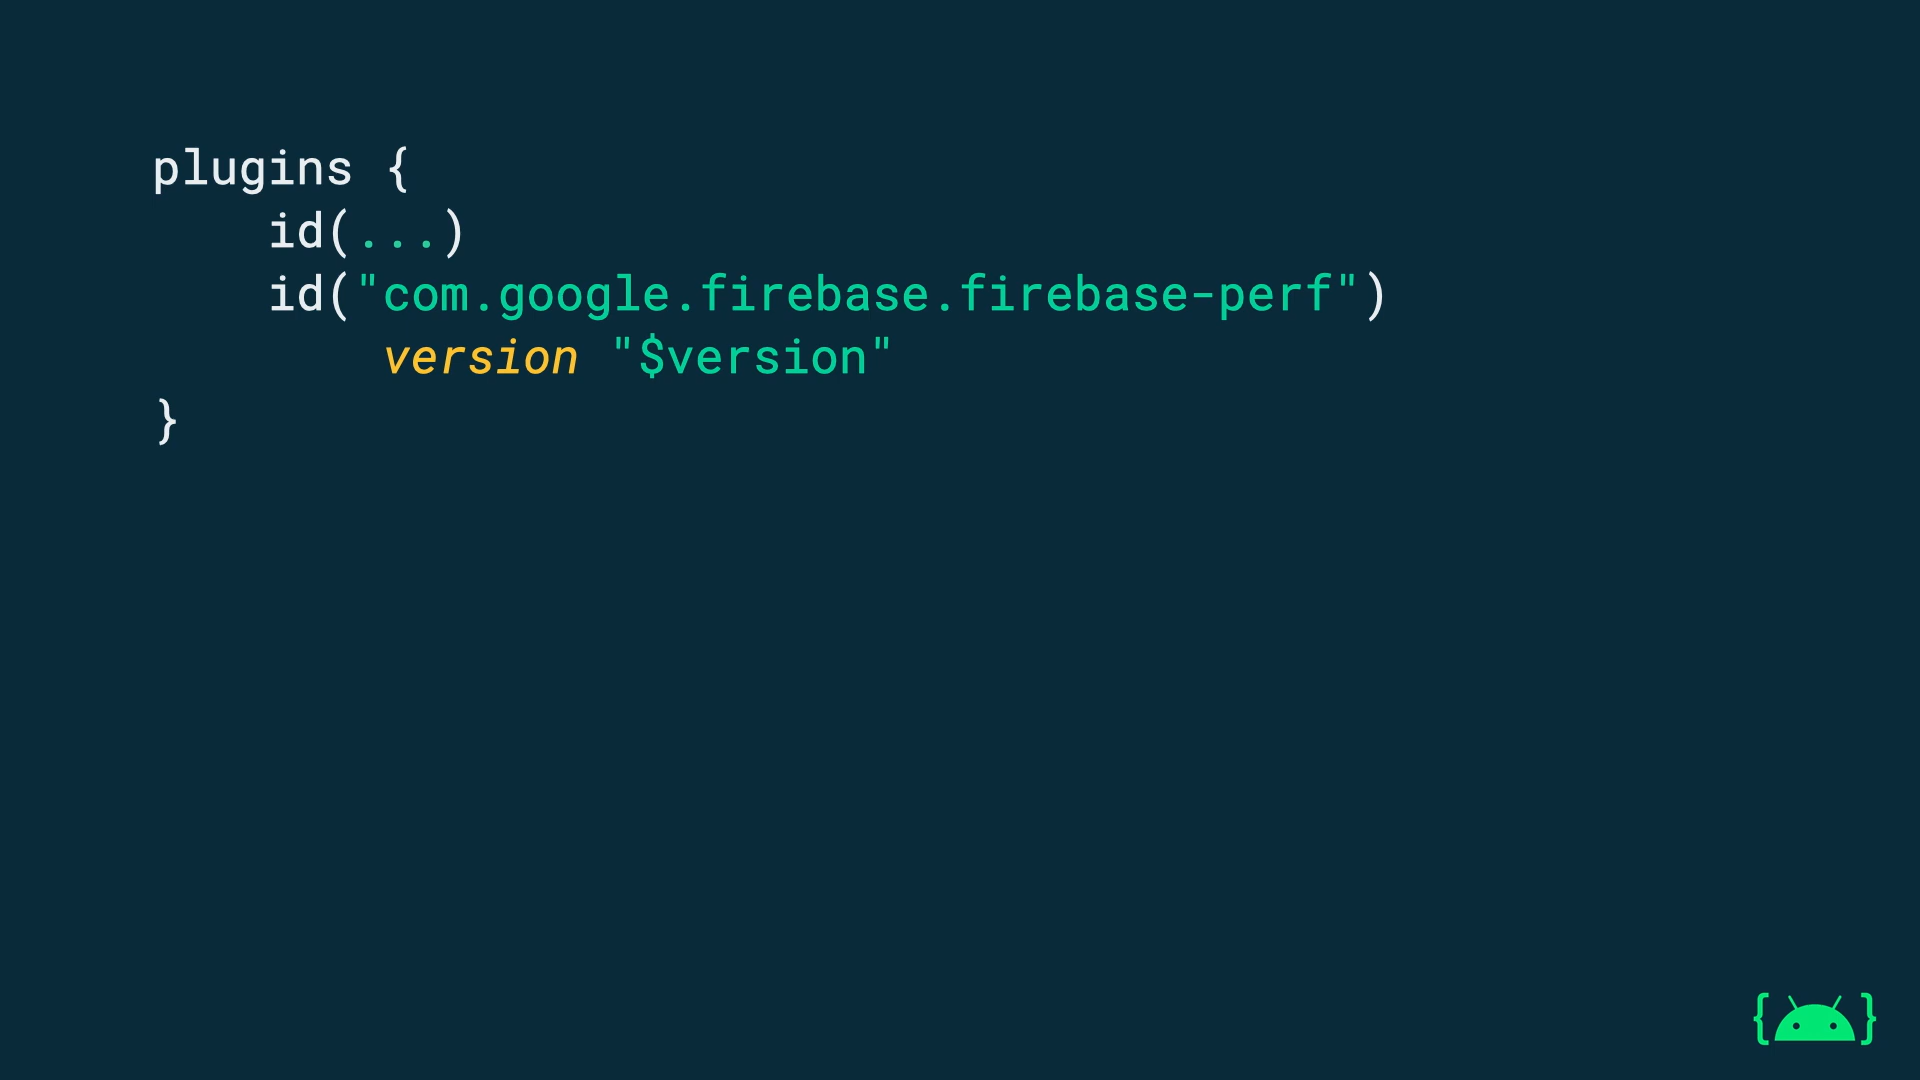 plugins {
id(...)
id("com.google.firebase.firebase-perf")
version "$version"
}